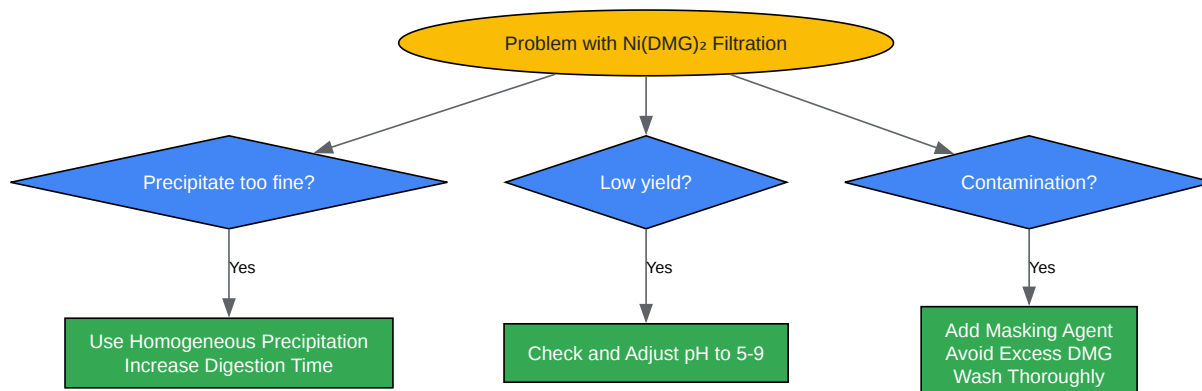 Problem with Ni(DMG)₂ Filtration
Precipitate too fine?
Low yield?
Contamination?
Yes
Yes
Yes
Use Homogeneous Precipitation
Increase Digestion Time
Check and Adjust pH to 5-9
Add Masking Agent
Avoid Excess DMG
Wash Thoroughly